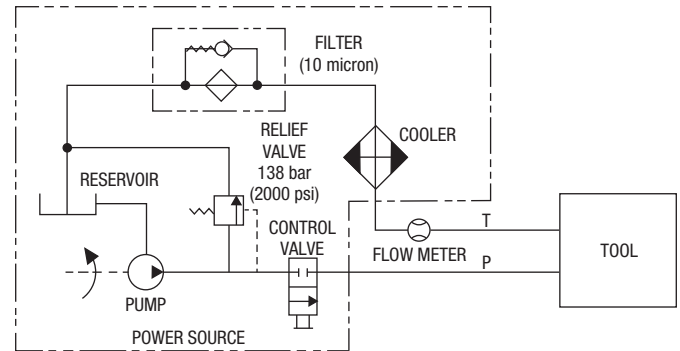 FILTER
(10 micron)
RELIEF
VALVE
138 bar
(2000 psi)
COOLER
RESERVOIR
CONTROL
VALVE
T
FLOW METER
P
TOOL
PUMP
POWER SOURCE